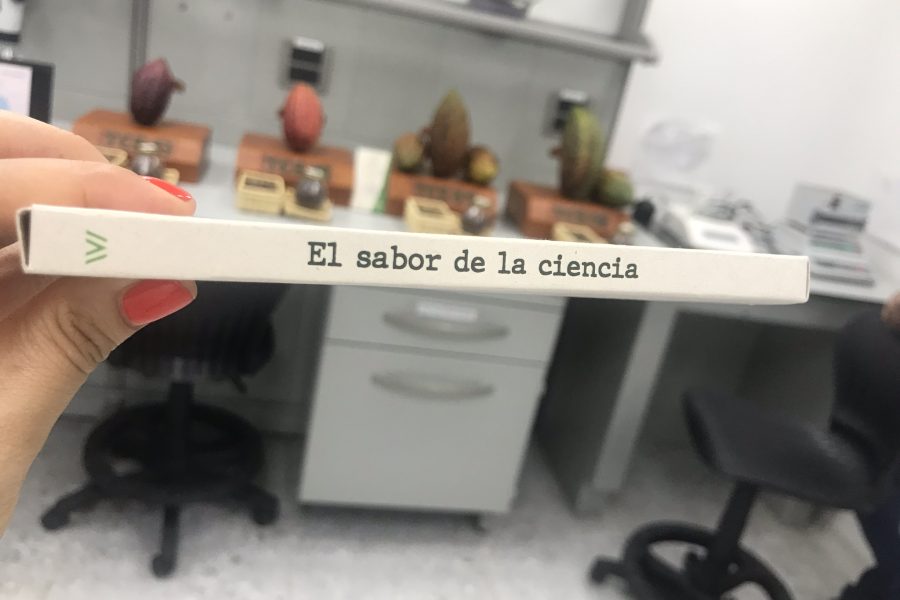 El sabor de la ciencia